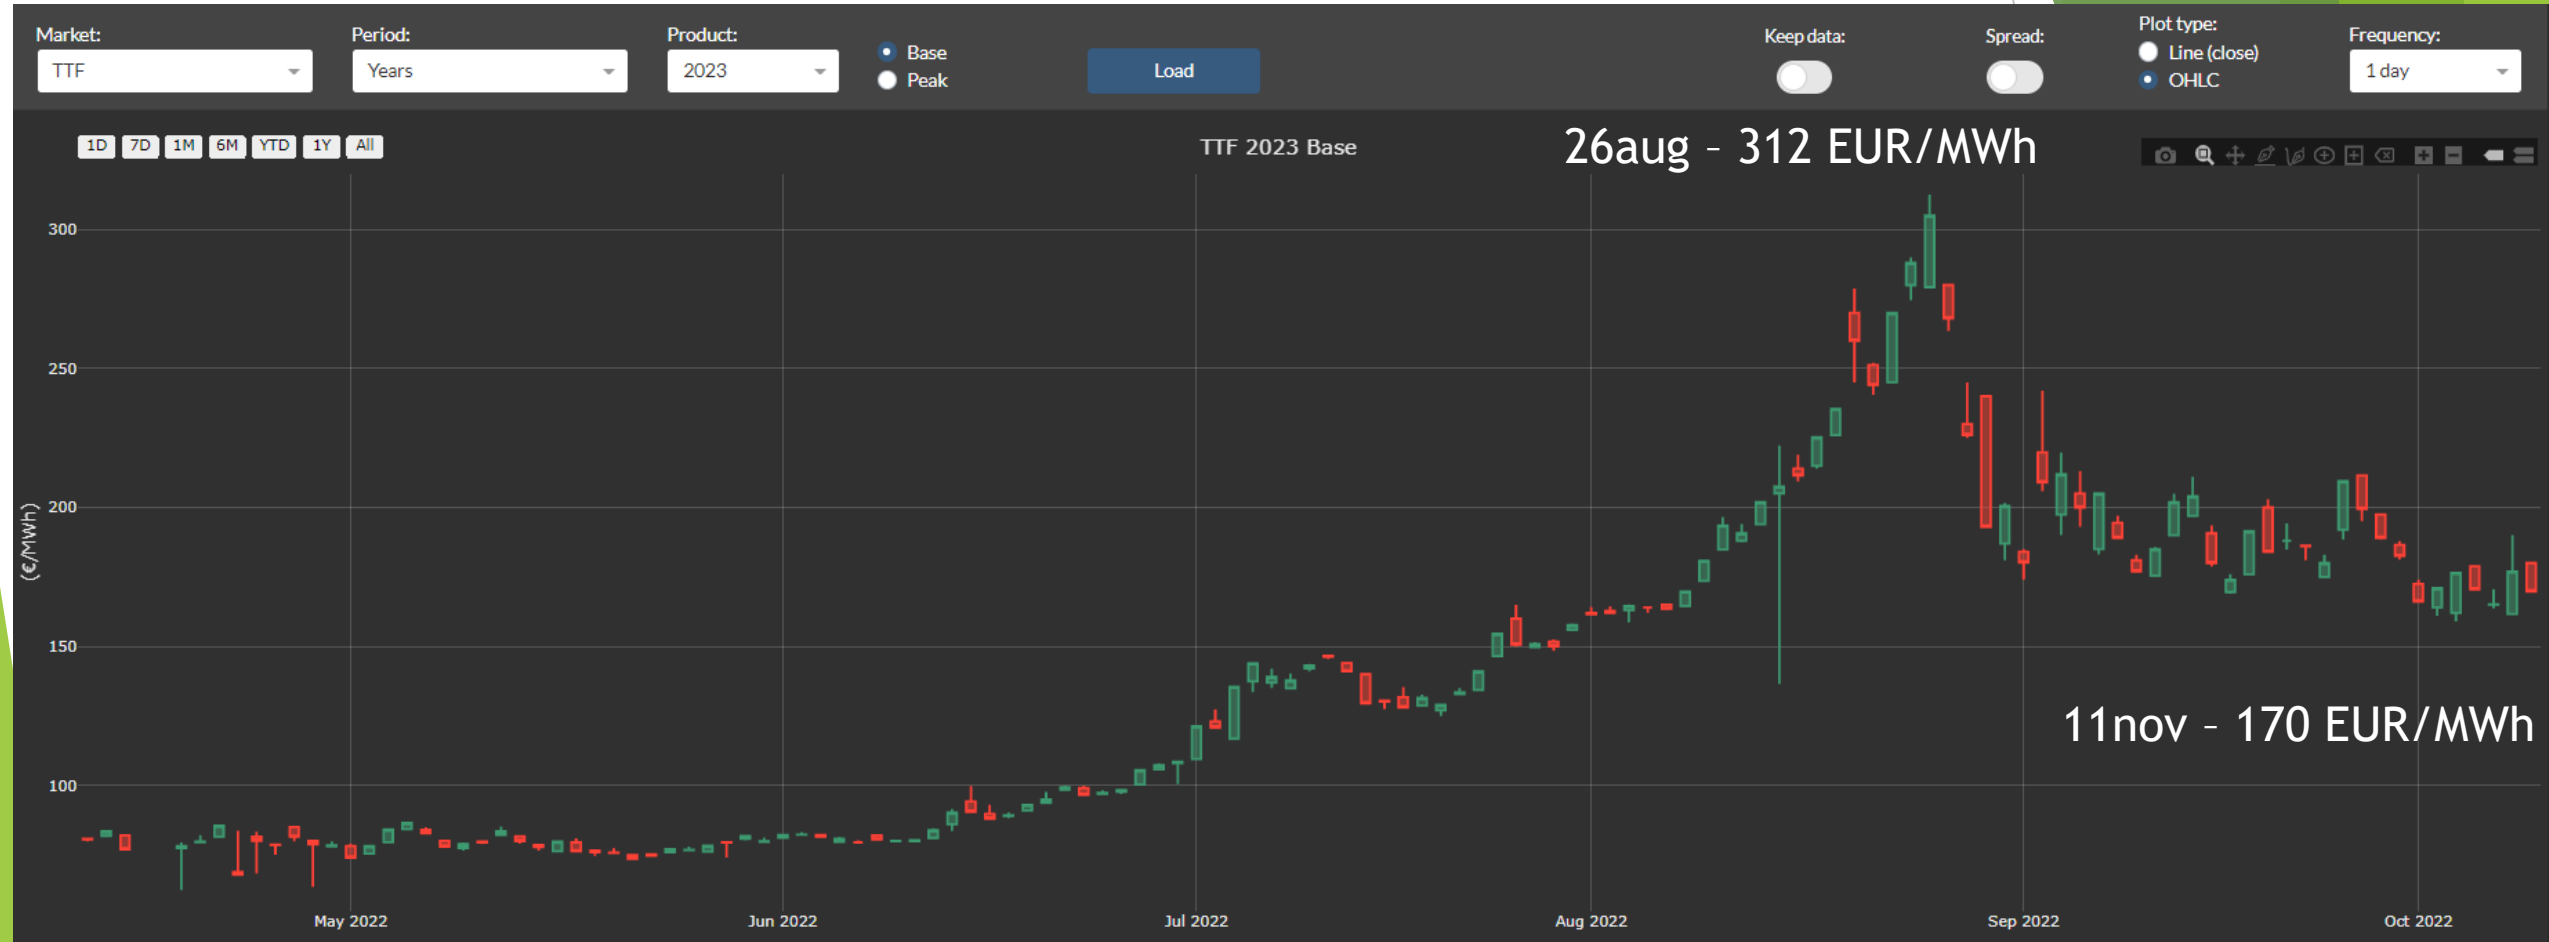 Market:
Period:
Product:
TTF
Years
2023
Base
Peak
Load
Keep data:
Spread:
Plot type:
Line (close)
OHLC
Frequency:
1 day
1D 7D 1M 6M YTD 1Y All
TTF 2023 Base
26aug – 312 EUR/MWh
(€/MWh)
300
250
200
150
100
11nov – 170 EUR/MWh
May 2022
Jun 2022
Jul 2022
Aug 2022
Sep 2022
Oct 2022